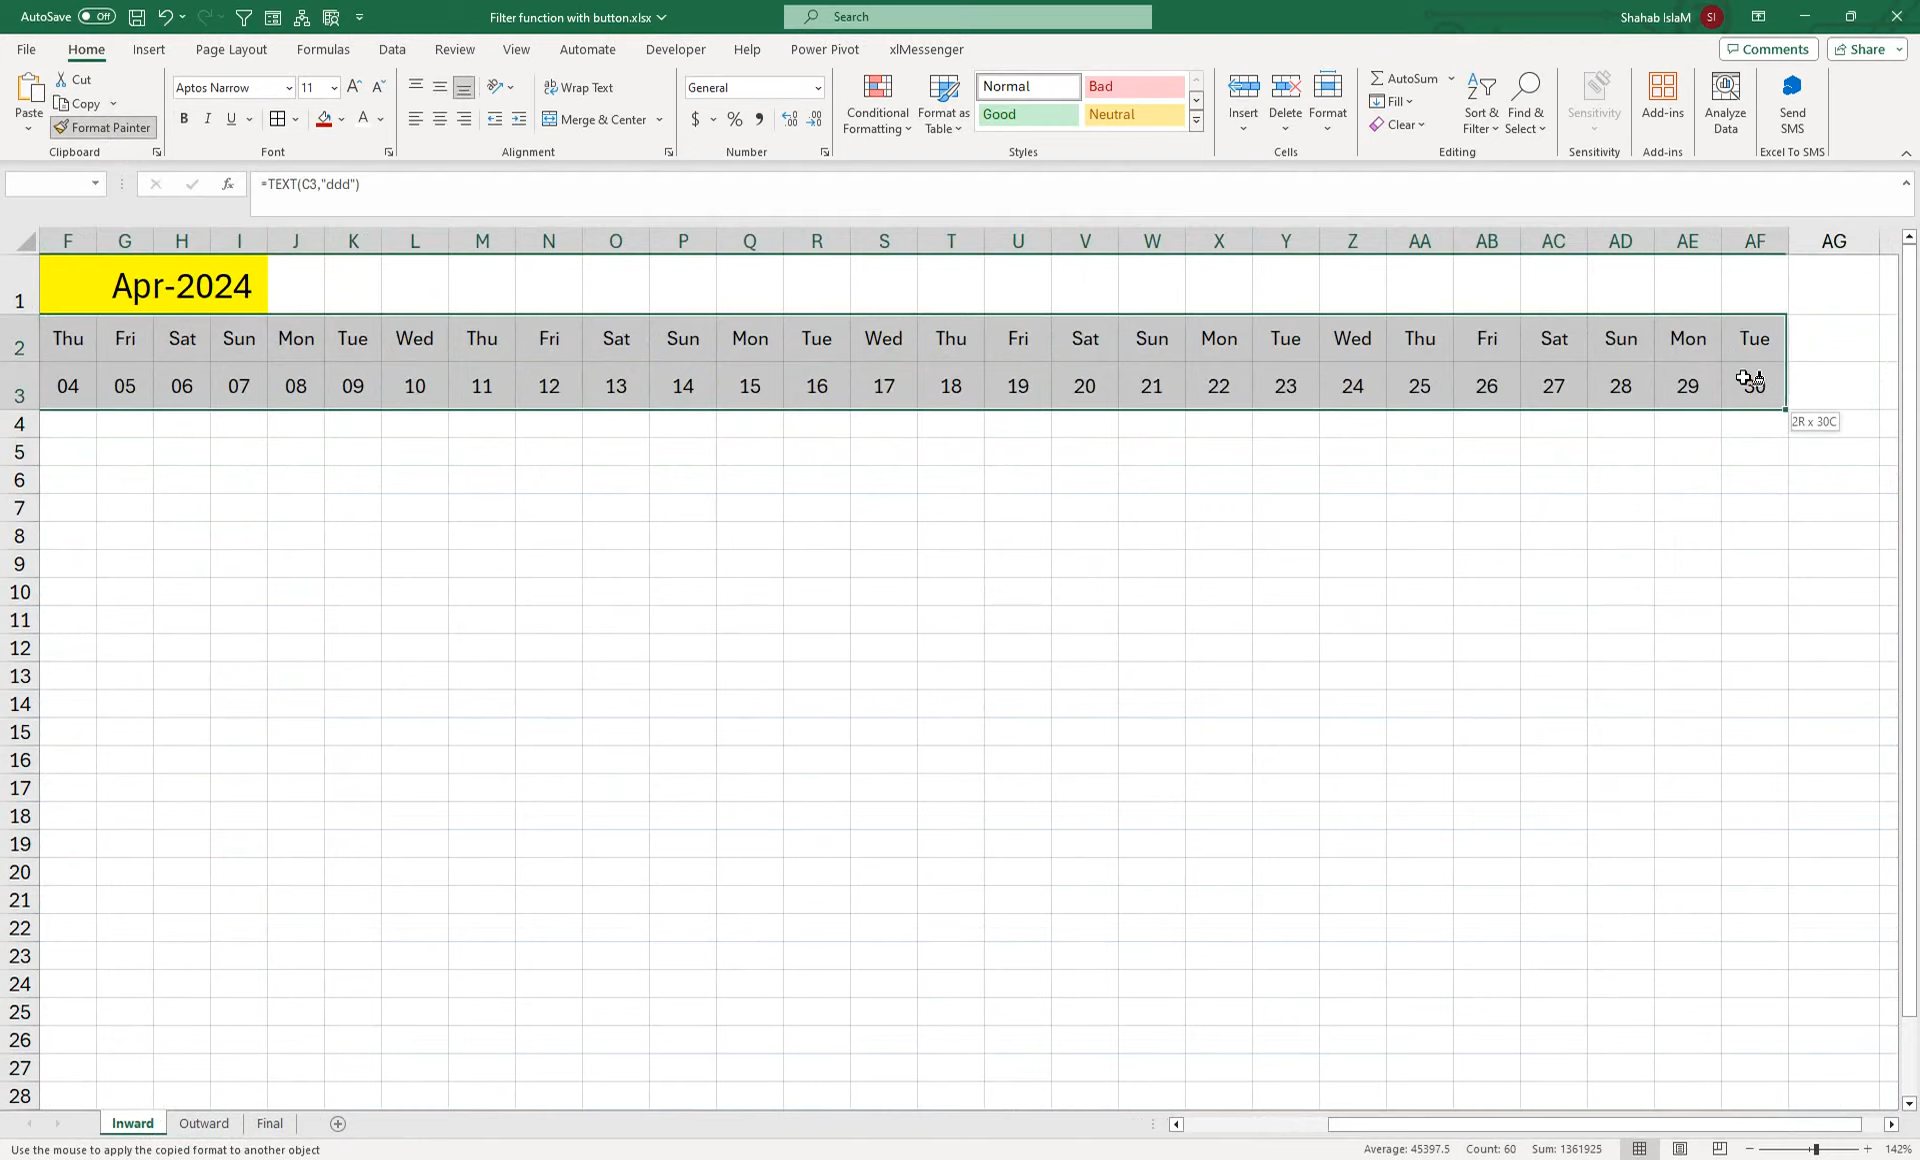 AutoSave Off Filter function with button.xlsx Search Shahab IslaM SI
File Home Insert Page Layout Formulas Data Review View Automate Developer Help Power Pivot xlMessenger Comments Share
Paste Cut Copy Format Painter Clipboard
Aptos Narrow 11 A A B I U A Font
ab Wrap Text Merge & Center Alignment
General $ % , Number
Conditional Formatting Format as Table Normal Bad Good Neutral Styles
Insert Delete Format Cells
AutoSum Fill Clear Sort & Filter Find & Select Editing
Sensitivity Sensitivity
Add-ins Add-ins
Analyze Data
Send SMS Excel To SMS
fx =TEXT(C3,"ddd")
F G H I J K L M N O P Q R S T U V W X Y Z AA AB AC AD AE AF AG
1 Apr-2024
2 Thu Fri Sat Sun Mon Tue Wed Thu Fri Sat Sun Mon Tue Wed Thu Fri Sat Sun Mon Tue Wed Thu Fri Sat Sun Mon Tue
3 04 05 06 07 08 09 10 11 12 13 14 15 16 17 18 19 20 21 22 23 24 25 26 27 28 29 30
2R x 30C
4
5
6
7
8
9
10
11
12
13
14
15
16
17
18
19
20
21
22
23
24
25
26
27
28
Inward Outward Final
Use the mouse to apply the copied format to another object Average: 45397.5 Count: 60 Sum: 1361925 142%